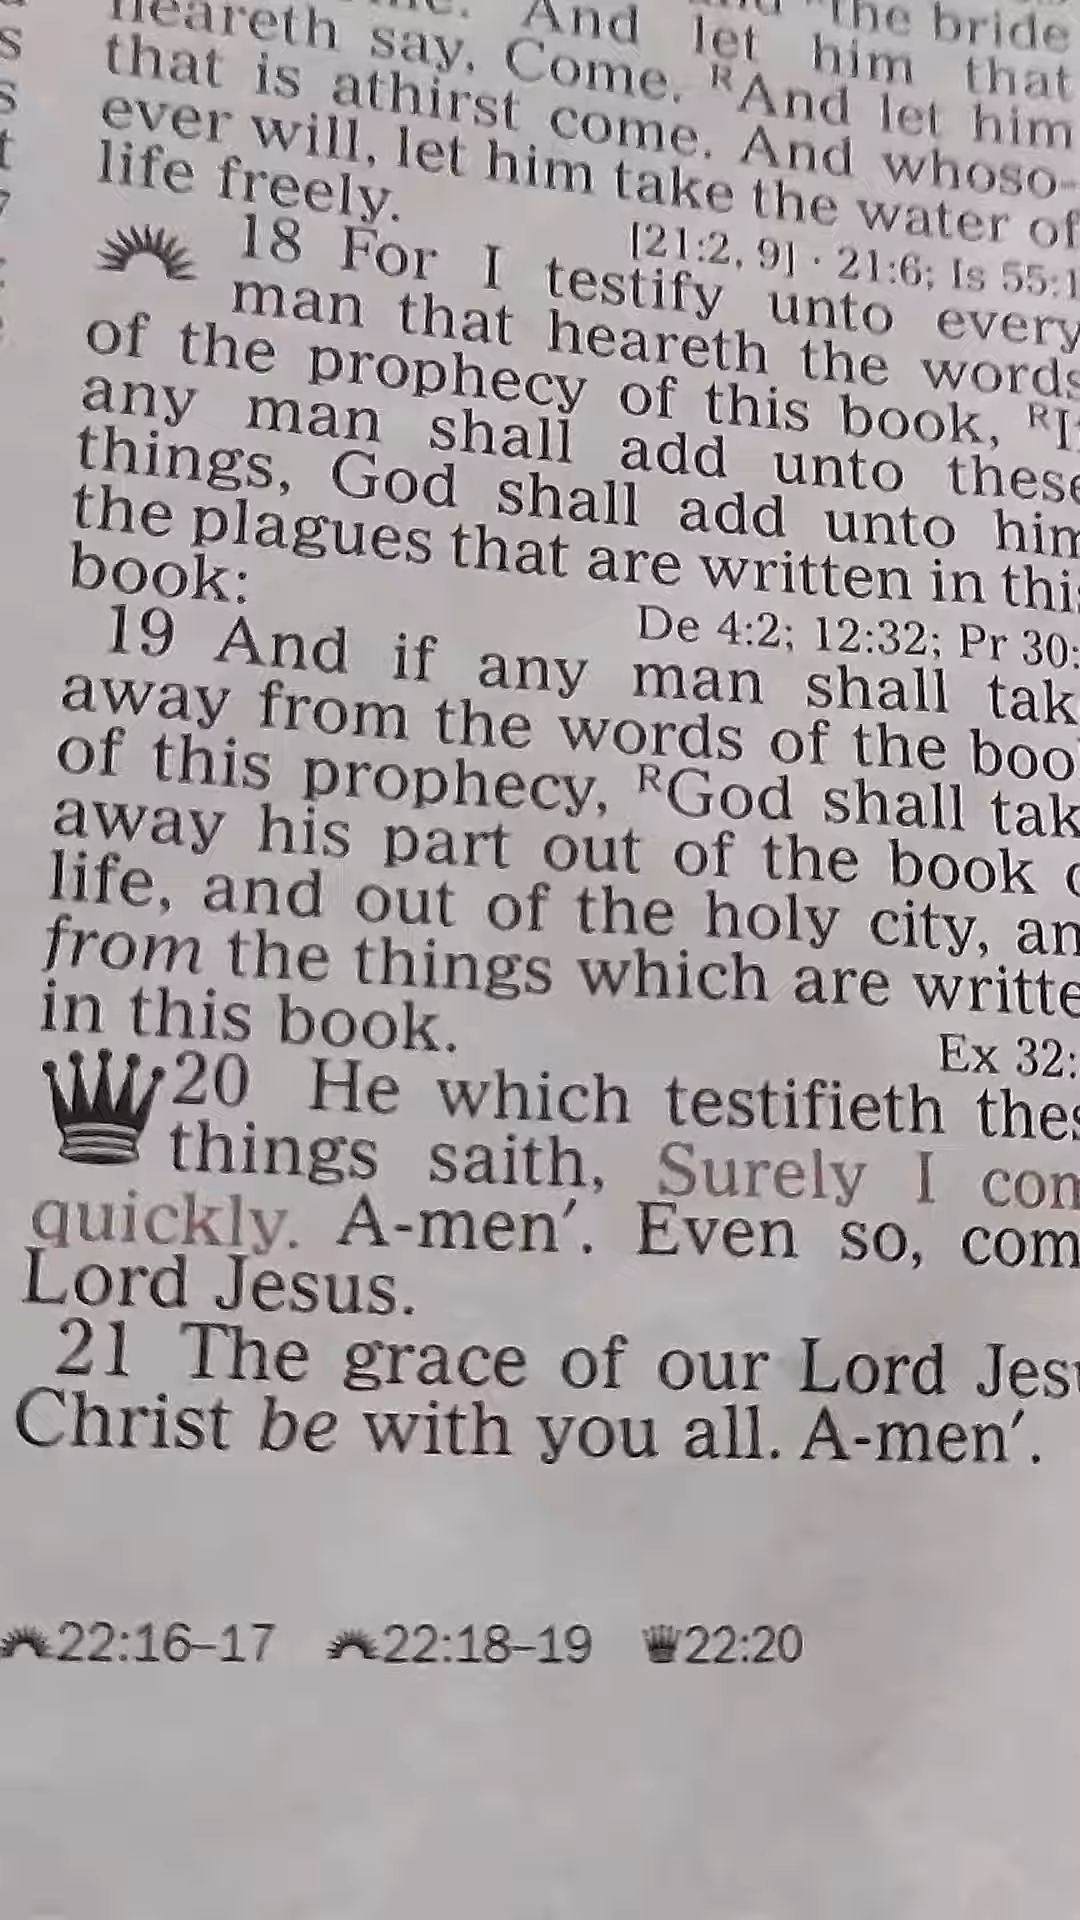 heareth say, Come. And let him that
that is athirst come. And let him
ever will, let him take the water of
life freely.
[21:2, 9] · 21:6; Is 55:1
18 For I testify unto every
man that heareth the words
of the prophecy of this book, RIf
any man shall add unto these
things, God shall add unto him
the plagues that are written in this
book:
De 4:2; 12:32; Pr 30:
19 And if any man shall tak
away from the words of the boo
of this prophecy, RGod shall tak
away his part out of the book o
life, and out of the holy city, an
from the things which are writte
in this book.
Ex 32:
20 He which testifieth thes
things saith, Surely I com
quickly. A-men′. Even so, com
Lord Jesus.
21 The grace of our Lord Jesu
Christ be with you all. A-men′.
22:16–17 22:18–19 22:20